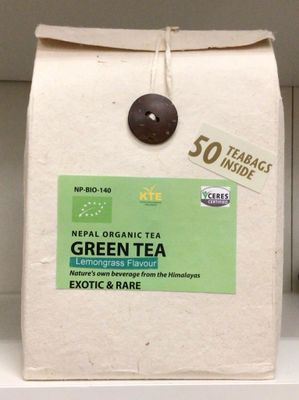 50 TEABAGS
INSIDE
NP-BIO-140
KTE
CERES
CERTIFIED
NEPAL ORGANIC TEA
GREEN TEA
Lemongrass Flavour
Nature's own beverage from the Himalayas
EXOTIC & RARE